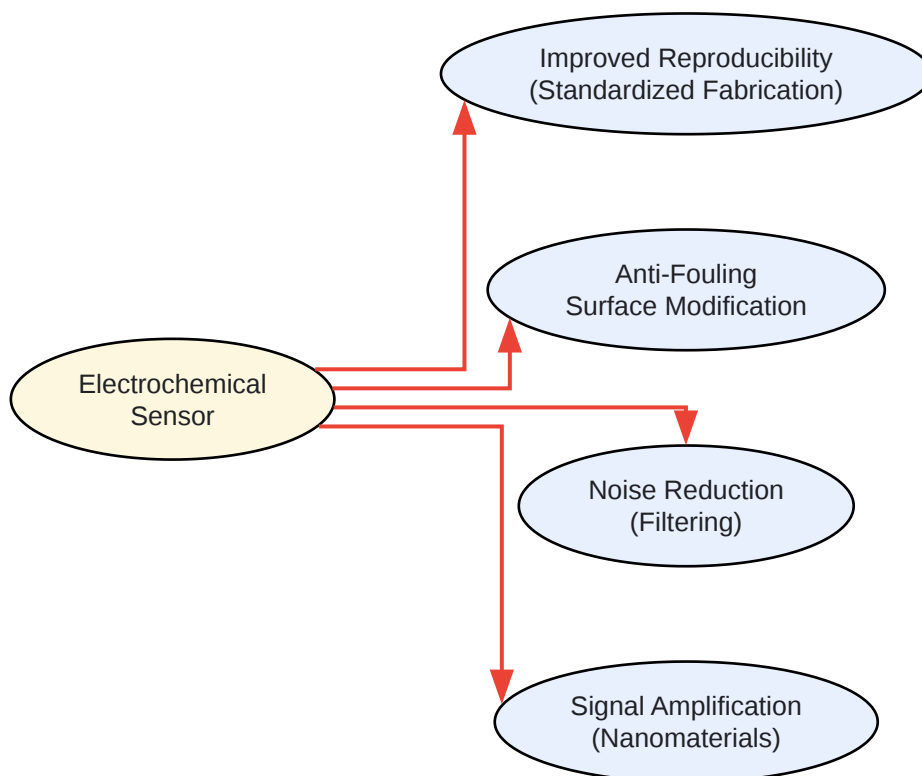 Improved Reproducibility
(Standardized Fabrication)
Anti-Fouling
Surface Modification
Electrochemical
Sensor
Noise Reduction
(Filtering)
Signal Amplification
(Nanomaterials)